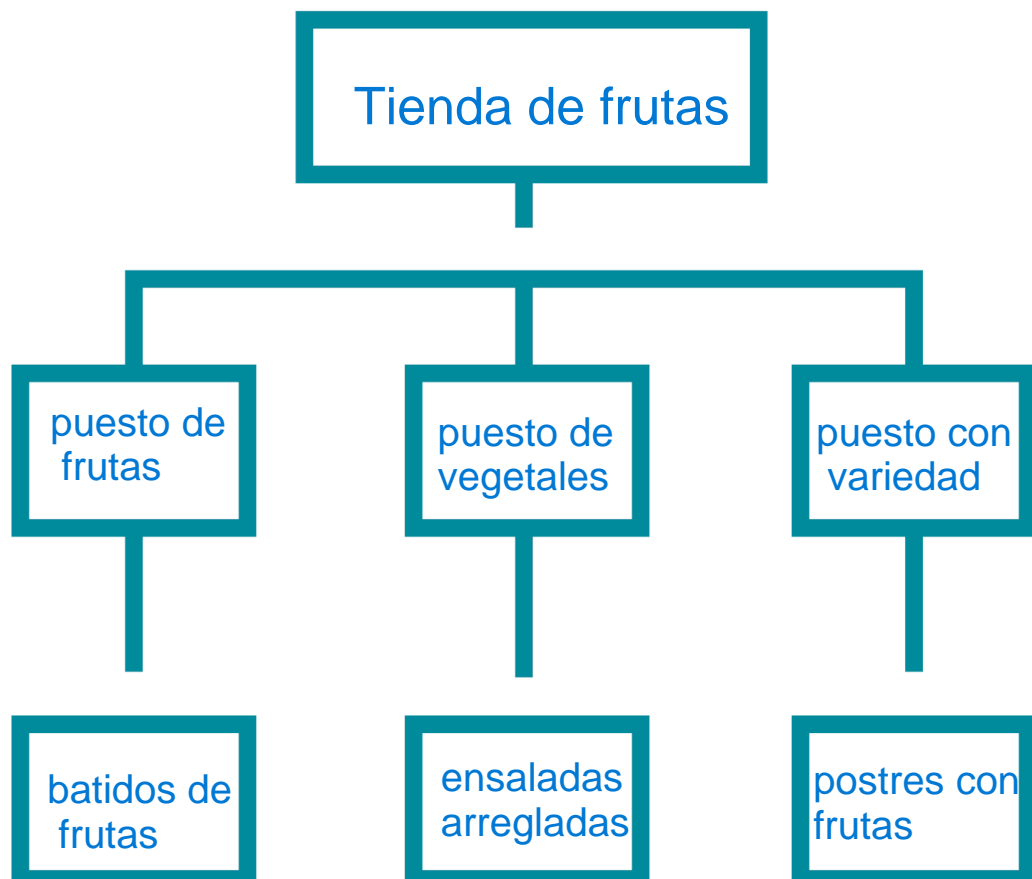 Tienda de frutas
puesto de
frutas
puesto de
vegetales
puesto con
variedad
batidos de
frutas
ensaladas
arregladas
postres con
frutas